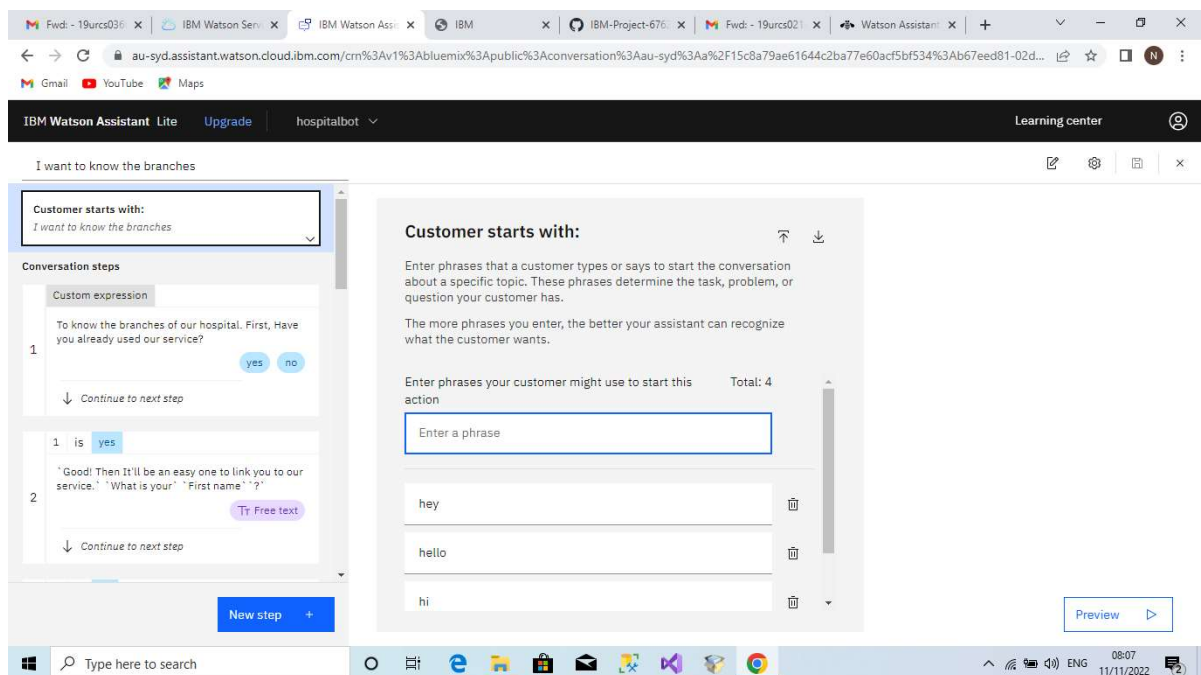 Fwd: - 19urcs036
IBM Watson Serv
IBM Watson Assi
IBM
IBM-Project-676
Fwd: - 19urcs021
Watson Assistant
au-syd.assistant.watson.cloud.ibm.com/crn%3Av1%3Abluemix%3Apublic%3Aconversation%3Aau-syd%3Aa%2F15c8a79ae61644c2ba77e60acf5bf534%3Ab67eed81-02d...
N
Gmail
YouTube
Maps
IBM Watson Assistant Lite
Upgrade
hospitalbot
Learning center
I want to know the branches
Customer starts with:
I want to know the branches
Conversation steps
Custom expression
1
To know the branches of our hospital. First, Have
you already used our service?
yes no
Continue to next step
1 is yes
2
`Good! Then It'll be an easy one to link you to our
service.` `What is your` `First name` `?`
Tт Free text
Continue to next step
New step +
Customer starts with:
Enter phrases that a customer types or says to start the conversation
about a specific topic. These phrases determine the task, problem, or
question your customer has.
The more phrases you enter, the better your assistant can recognize
what the customer wants.
Enter phrases your customer might use to start this
action
Total: 4
Enter a phrase
hey
hello
hi
Preview
Type here to search
ENG
08:07
11/11/2022
2